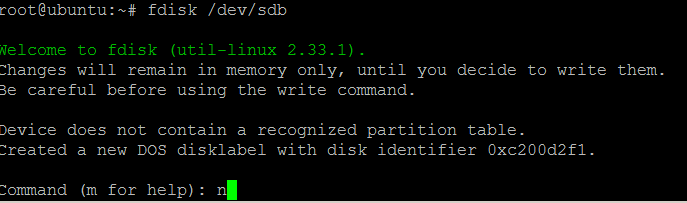 root@ubuntu:~# fdisk /dev/sdb
Welcome to fdisk (util-linux 2.33.1).
Changes will remain in memory only, until you decide to write them.
Be careful before using the write command.
Device does not contain a recognized partition table.
Created a new DOS disklabel with disk identifier 0xc200d2f1.
Command (m for help): n